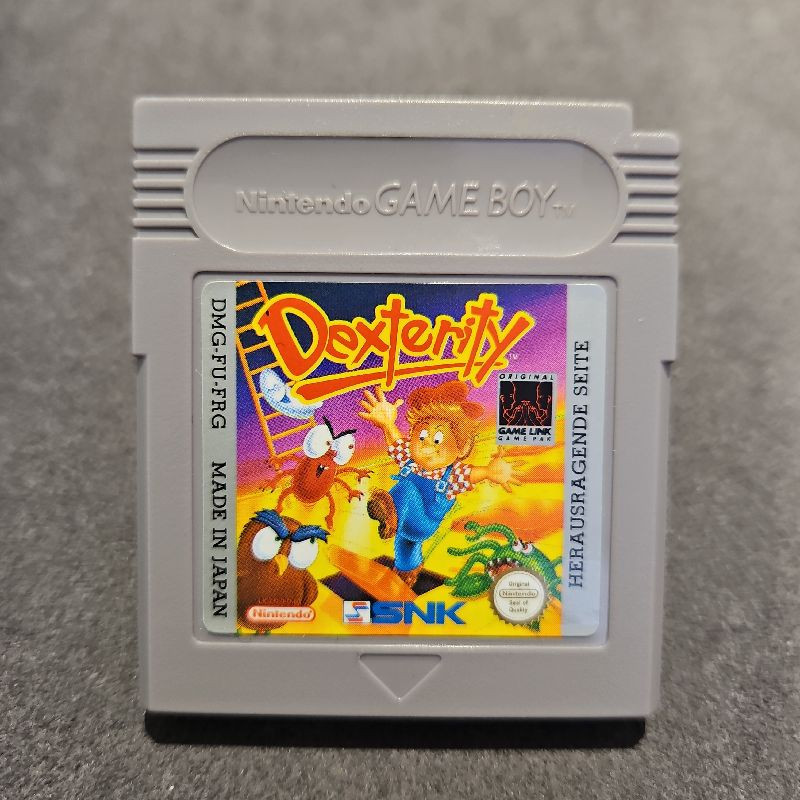 Nintendo GAME BOY TM
Dexterity TM
DMG-FU-FRG MADE IN JAPAN
ORIGINAL
GAME LINK
GAME PAK
HERAUSRAGENDE SEITE
Nintendo
SNK
Original
Nintendo
Seal of
Quality